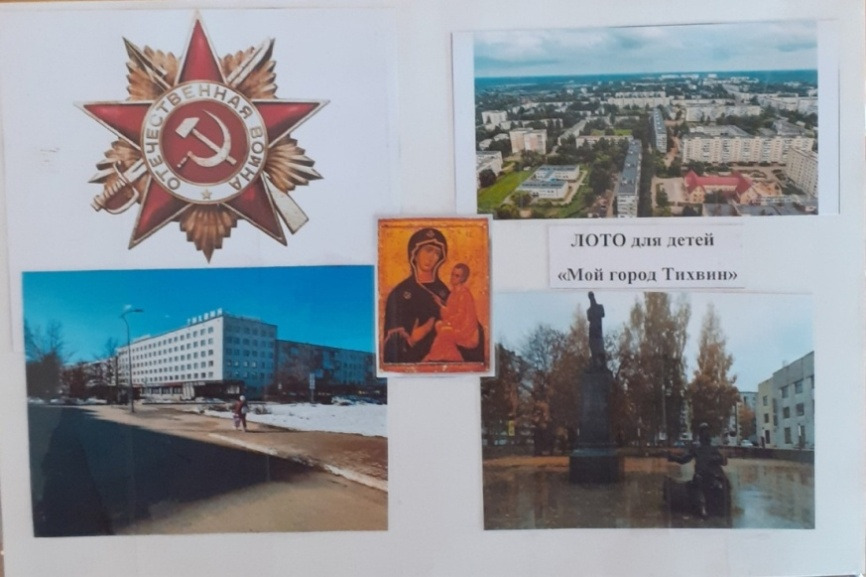 ОТЕЧЕСТВЕННАЯ ВОЙНА
ЛОТО для детей
«Мой город Тихвин»